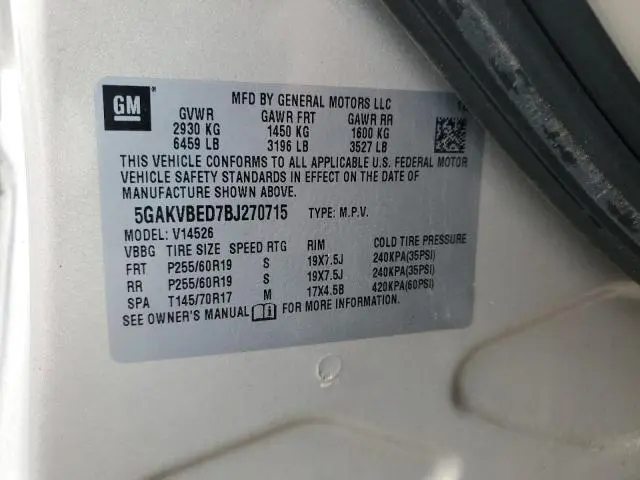 GM
MFD BY GENERAL MOTORS LLC
GVWR GAWR FRT GAWR RR
2930 KG 1450 KG 1600 KG
6459 LB 3196 LB 3527 LB
THIS VEHICLE CONFORMS TO ALL APPLICABLE U.S. FEDERAL MOTOR
VEHICLE SAFETY STANDARDS IN EFFECT ON THE DATE OF
MANUFACTURE SHOWN ABOVE.
5GAKVBED7BJ270715 TYPE: M.P.V.
MODEL: V14526
VBBG TIRE SIZE SPEED RTG RIM COLD TIRE PRESSURE
FRT P255/60R19 S 19X7.5J 240KPA(35PSI)
RR P255/60R19 S 19X7.5J 240KPA(35PSI)
SPA T145/70R17 M 17X4.5B 420KPA(60PSI)
SEE OWNER'S MANUAL FOR MORE INFORMATION.